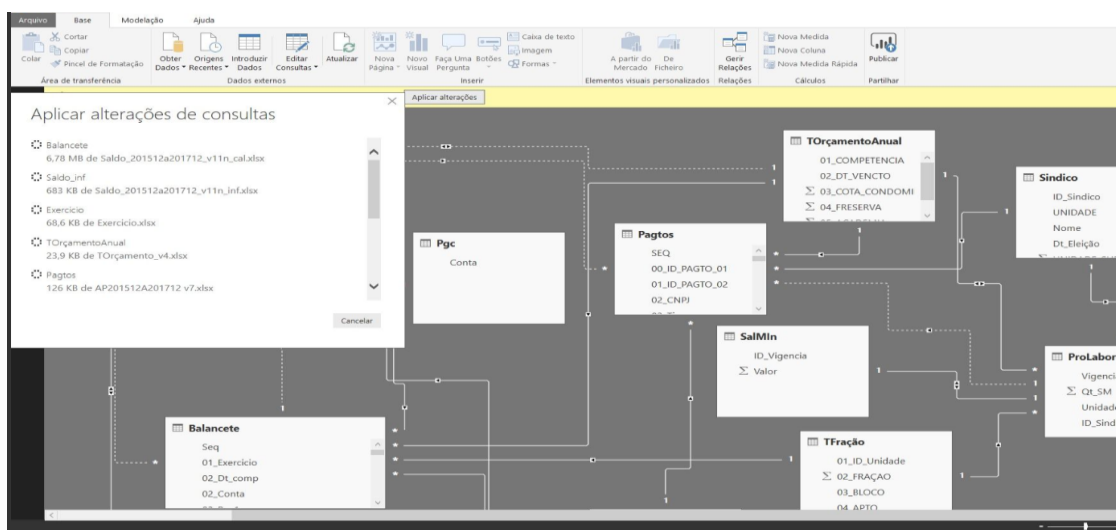 Arquivo Base Modelação Ajuda
Colar
Cortar
Copiar
Pincel de Formatação
Área de transferência
Obter Dados
Origens Recentes
Introduzir Dados
Editar Consultas
Dados externos
Atualizar
Nova Página
Novo Visual
Faça Uma Pergunta
Botões
Caixa de texto
Imagem
Formas
Inserir
A partir do Mercado
De Ficheiro
Elementos visuais personalizados
Gerir Relações
Relações
Nova Medida
Nova Coluna
Nova Medida Rápida
Cálculos
Publicar
Partilhar
Aplicar alterações
Aplicar alterações de consultas
Balancete
6,78 MB de Saldo_201512a201712_v11n_cal.xlsx
Saldo_inf
683 KB de Saldo_201512a201712_v11n_inf.xlsx
Exercicio
68,6 KB de Exercicio.xlsx
TOrçamentoAnual
23,9 KB de TOrçamento_v4.xlsx
Pagtos
126 KB de AP201512A201712 v7.xlsx
Cancelar
TOrçamentoAnual
01_COMPETENCIA
02_DT_VENCTO
Σ 03_COTA_CONDOMI
Σ 04_FRESERVA
Sindico
ID_Sindico
UNIDADE
Nome
Dt_Eleição
Pgc
Conta
Pagtos
SEQ
00_ID_PAGTO_01
01_ID_PAGTO_02
02_CNPJ
SalMIn
ID_Vigencia
Σ Valor
ProLabor
Vigenci
Σ Qt_SM
Unidad
ID_Sind
Balancete
Seq
01_Exercicio
02_Dt_comp
02_Conta
TFração
01_ID_Unidade
Σ 02_FRAÇAO
03_BLOCO
04_APTO